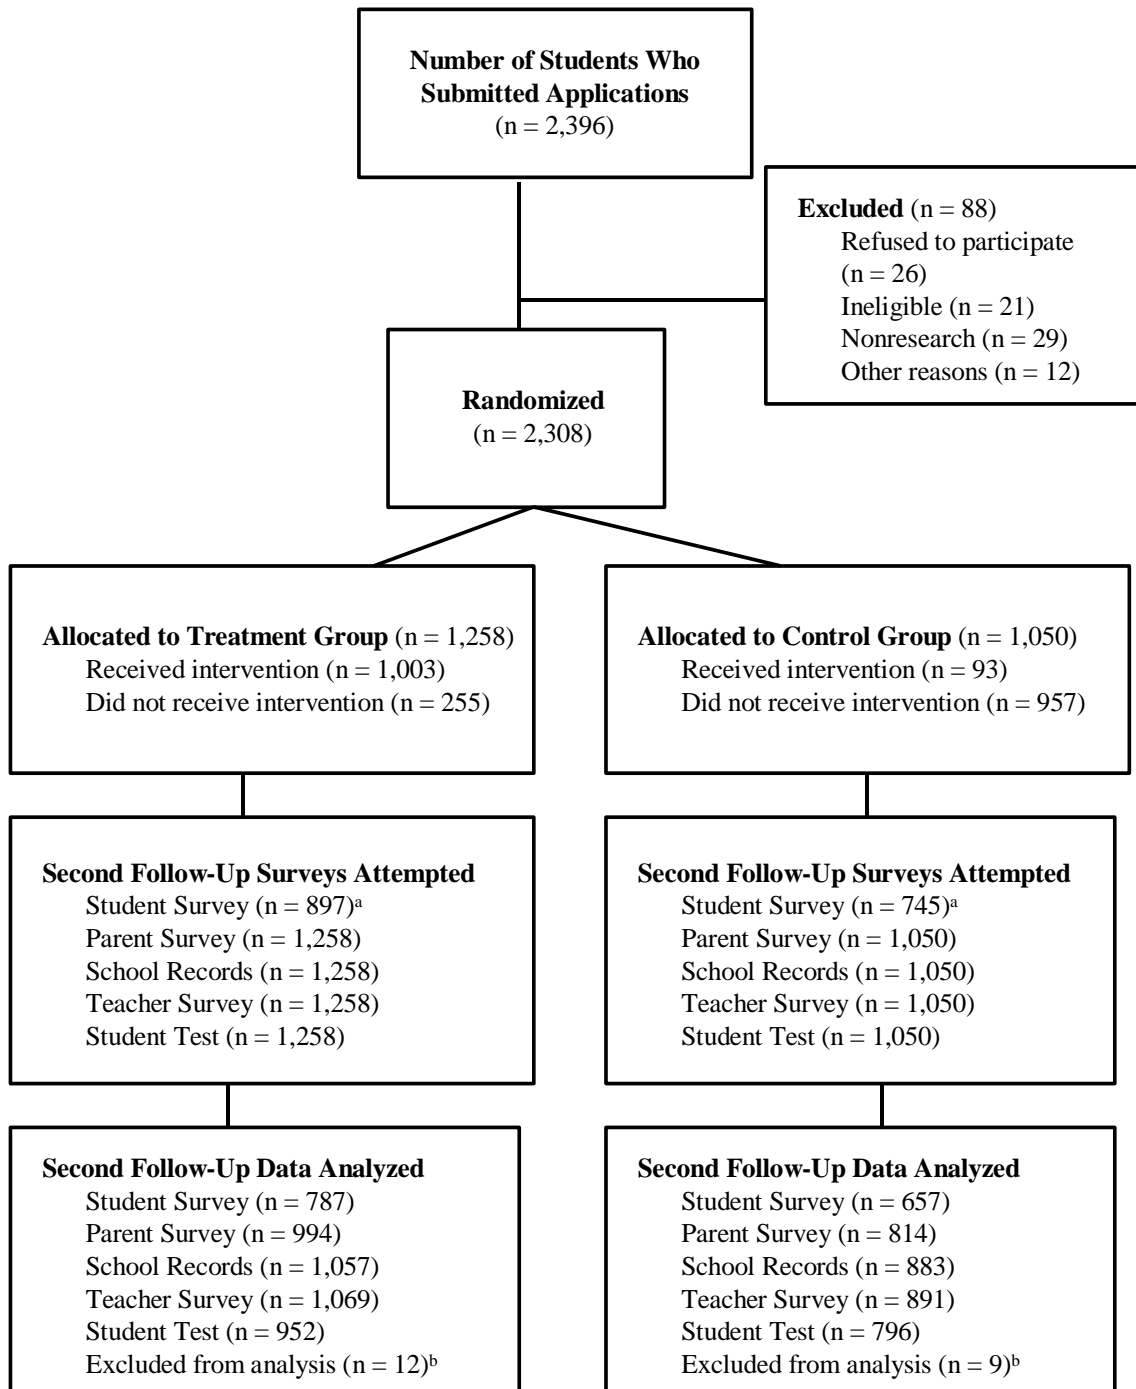 Number of Students Who
Submitted Applications
(n = 2,396)
Excluded (n = 88)
Refused to participate
(n = 26)
Ineligible (n = 21)
Nonresearch (n = 29)
Other reasons (n = 12)
Randomized
(n = 2,308)
Allocated to Treatment Group (n = 1,258)
Received intervention (n = 1,003)
Did not receive intervention (n = 255)
Allocated to Control Group (n = 1,050)
Received intervention (n = 93)
Did not receive intervention (n = 957)
Second Follow-Up Surveys Attempted
Student Survey (n = 897)ᵃ
Parent Survey (n = 1,258)
School Records (n = 1,258)
Teacher Survey (n = 1,258)
Student Test (n = 1,258)
Second Follow-Up Surveys Attempted
Student Survey (n = 745)ᵃ
Parent Survey (n = 1,050)
School Records (n = 1,050)
Teacher Survey (n = 1,050)
Student Test (n = 1,050)
Second Follow-Up Data Analyzed
Student Survey (n = 787)
Parent Survey (n = 994)
School Records (n = 1,057)
Teacher Survey (n = 1,069)
Student Test (n = 952)
Excluded from analysis (n = 12)ᵇ
Second Follow-Up Data Analyzed
Student Survey (n = 657)
Parent Survey (n = 814)
School Records (n = 883)
Teacher Survey (n = 891)
Student Test (n = 796)
Excluded from analysis (n = 9)ᵇ